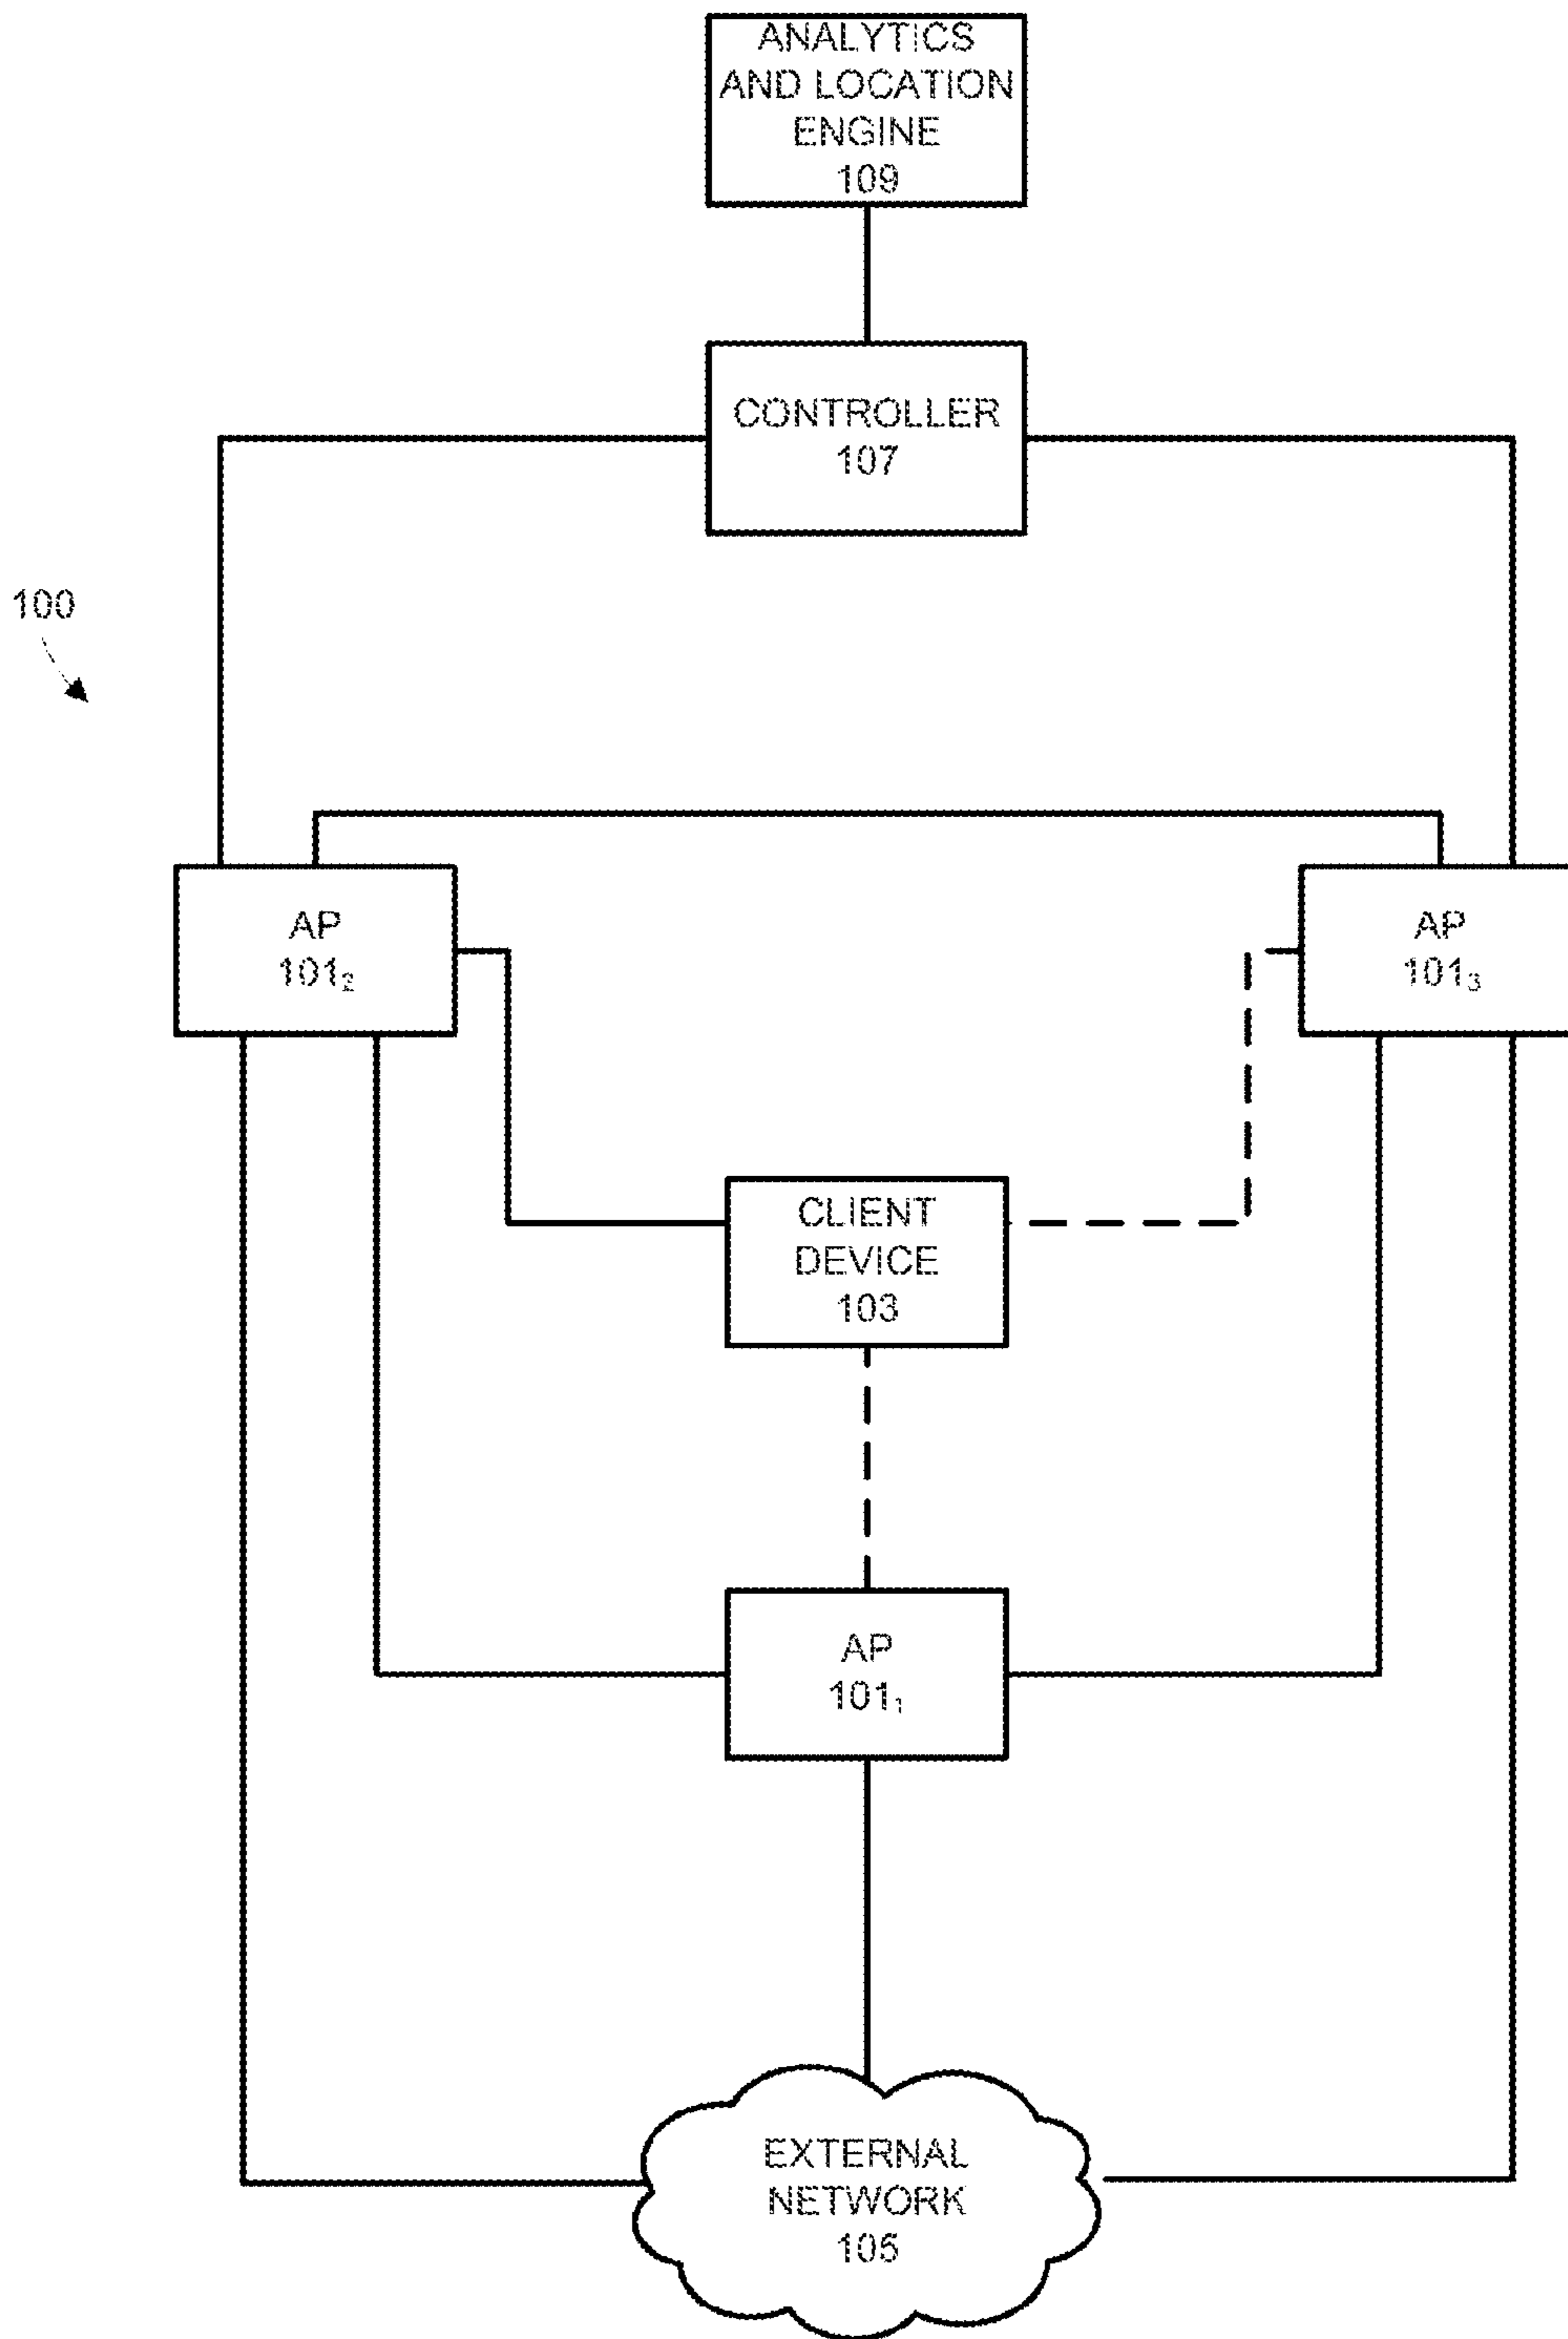 ANALYTICS
AND LOCATION
ENGINE
109
CONTROLLER
107
100
AP
101₂
AP
101₃
CLIENT
DEVICE
103
AP
101₁
EXTERNAL
NETWORK
105